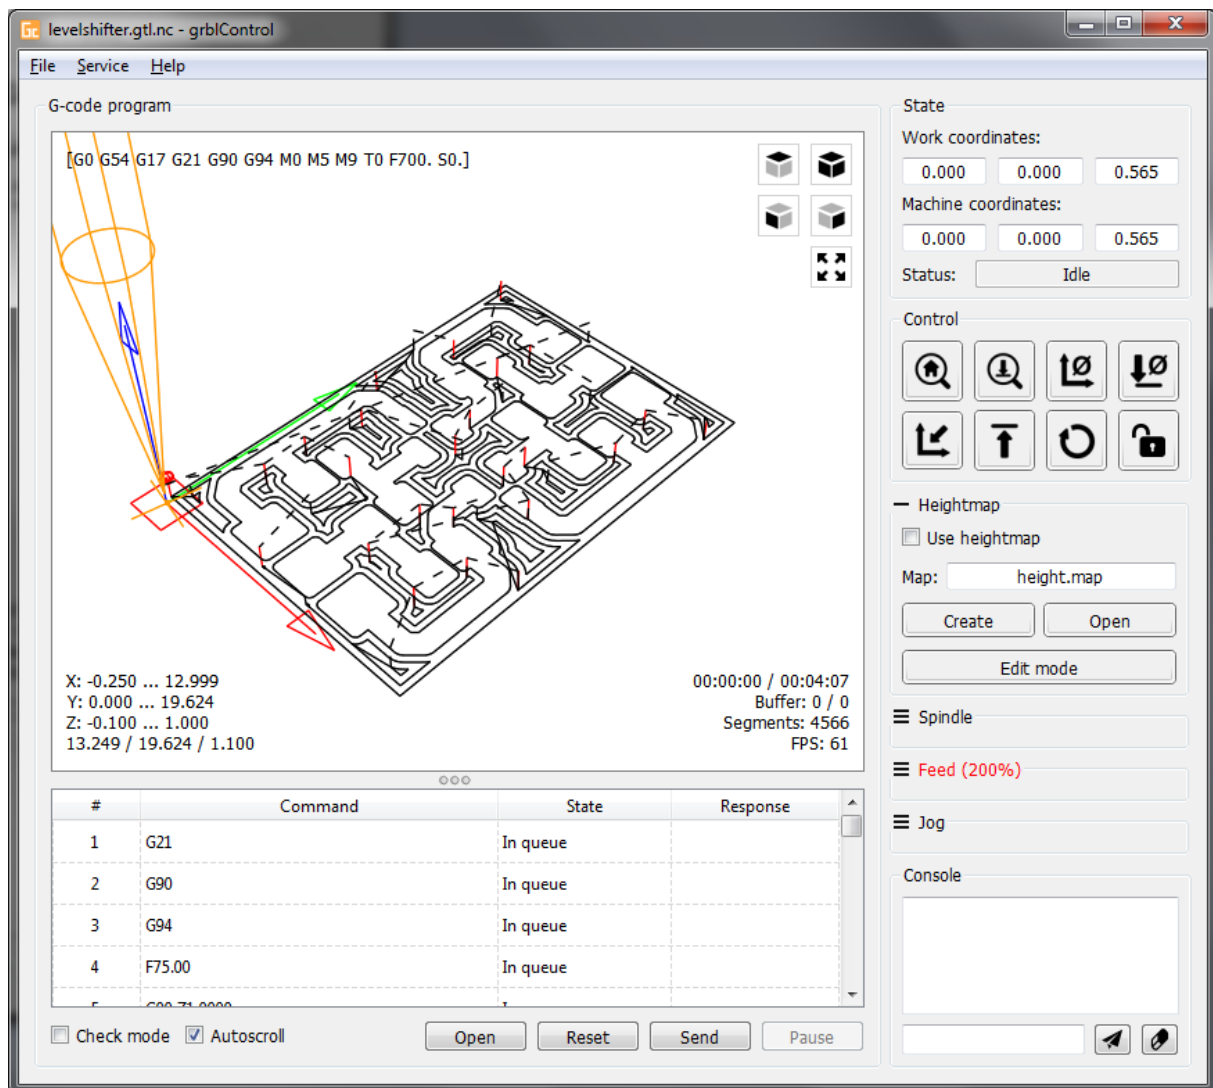 Gc levelshifter.gtl.nc - grblControl
File Service Help
G-code program
[G0 G54 G17 G21 G90 G94 M0 M5 M9 T0 F700. S0.]
X: -0.250 ... 12.999
Y: 0.000 ... 19.624
Z: -0.100 ... 1.000
13.249 / 19.624 / 1.100
00:00:00 / 00:04:07
Buffer: 0 / 0
Segments: 4566
FPS: 61
# Command State Response
1 G21 In queue
2 G90 In queue
3 G94 In queue
4 F75.00 In queue
Check mode Autoscroll Open Reset Send Pause
State
Work coordinates:
0.000 0.000 0.565
Machine coordinates:
0.000 0.000 0.565
Status: Idle
Control
Heightmap
Use heightmap
Map: height.map
Create Open
Edit mode
Spindle
Feed (200%)
Jog
Console